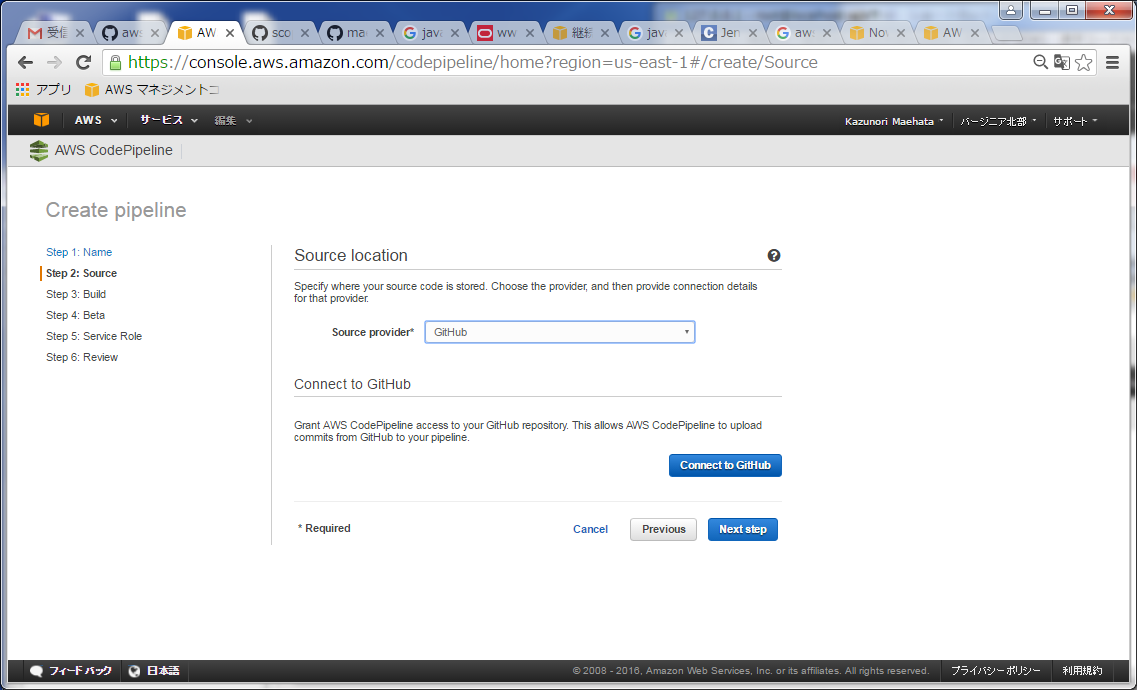 受信
aws
AW
sco
ma
java
ww
継続
jav
Jen
aws
Nov
AW
https://console.aws.amazon.com/codepipeline/home?region=us-east-1#/create/Source
アプリ
AWS マネジメントコ
AWS サービス 編集
Kazunori Maehata バージニア北部 サポート
AWS CodePipeline
Create pipeline
Step 1: Name
Step 2: Source
Step 3: Build
Step 4: Beta
Step 5: Service Role
Step 6: Review
Source location
Specify where your source code is stored. Choose the provider, and then provide connection details
for that provider.
Source provider* GitHub
Connect to GitHub
Grant AWS CodePipeline access to your GitHub repository. This allows AWS CodePipeline to upload
commits from GitHub to your pipeline.
Connect to GitHub
* Required Cancel Previous Next step
フィードバック 日本語 © 2008 - 2016, Amazon Web Services, Inc. or its affiliates. All rights reserved. プライバシーポリシー 利用規約